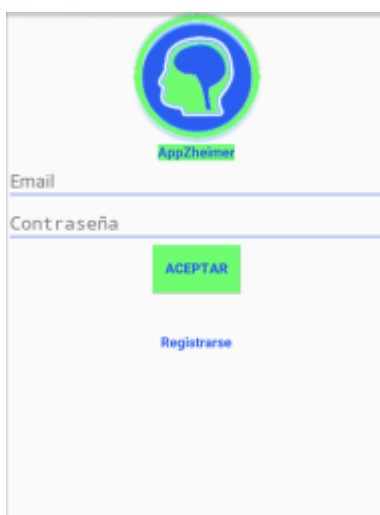 AppZheimer
Email
Contraseña
ACEPTAR
Registrarse